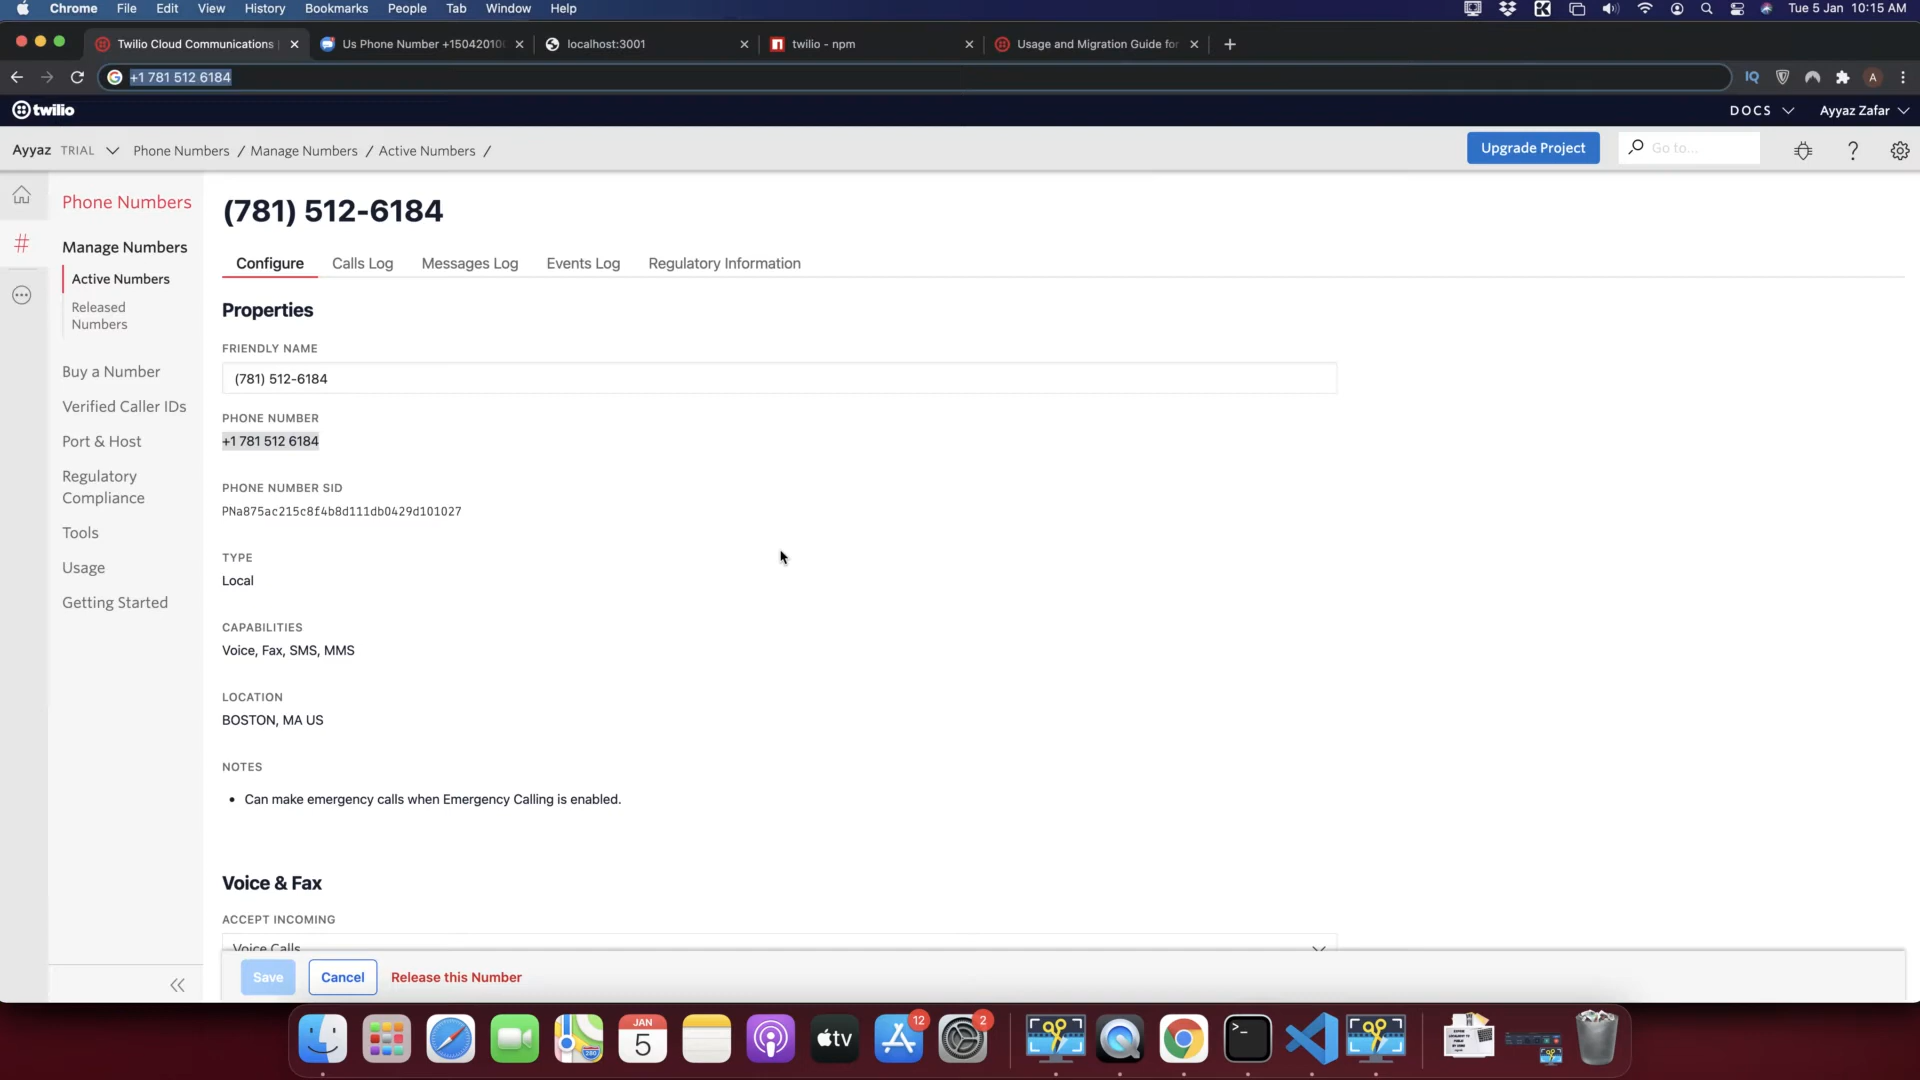 Chrome File Edit View History Bookmarks People Tab Window Help
Tue 5 Jan 10:15 AM
Twilio Cloud Communications
Us Phone Number +150420100
localhost:3001
twilio - npm
Usage and Migration Guide for
+1 781 512 6184
IQ
A
twilio
DOCS
Ayyaz Zafar
Ayyaz TRIAL
Phone Numbers / Manage Numbers / Active Numbers /
Upgrade Project
Go to...
Phone Numbers
Manage Numbers
Active Numbers
Released
Numbers
Buy a Number
Verified Caller IDs
Port & Host
Regulatory
Compliance
Tools
Usage
Getting Started
(781) 512-6184
Configure
Calls Log
Messages Log
Events Log
Regulatory Information
Properties
FRIENDLY NAME
(781) 512-6184
PHONE NUMBER
+1 781 512 6184
PHONE NUMBER SID
PNa875ac215c8f4b8d111db0429d101027
TYPE
Local
CAPABILITIES
Voice, Fax, SMS, MMS
LOCATION
BOSTON, MA US
NOTES
• Can make emergency calls when Emergency Calling is enabled.
Voice & Fax
ACCEPT INCOMING
Voice Calls
Save
Cancel
Release this Number
JAN
5
tv
12
2
280